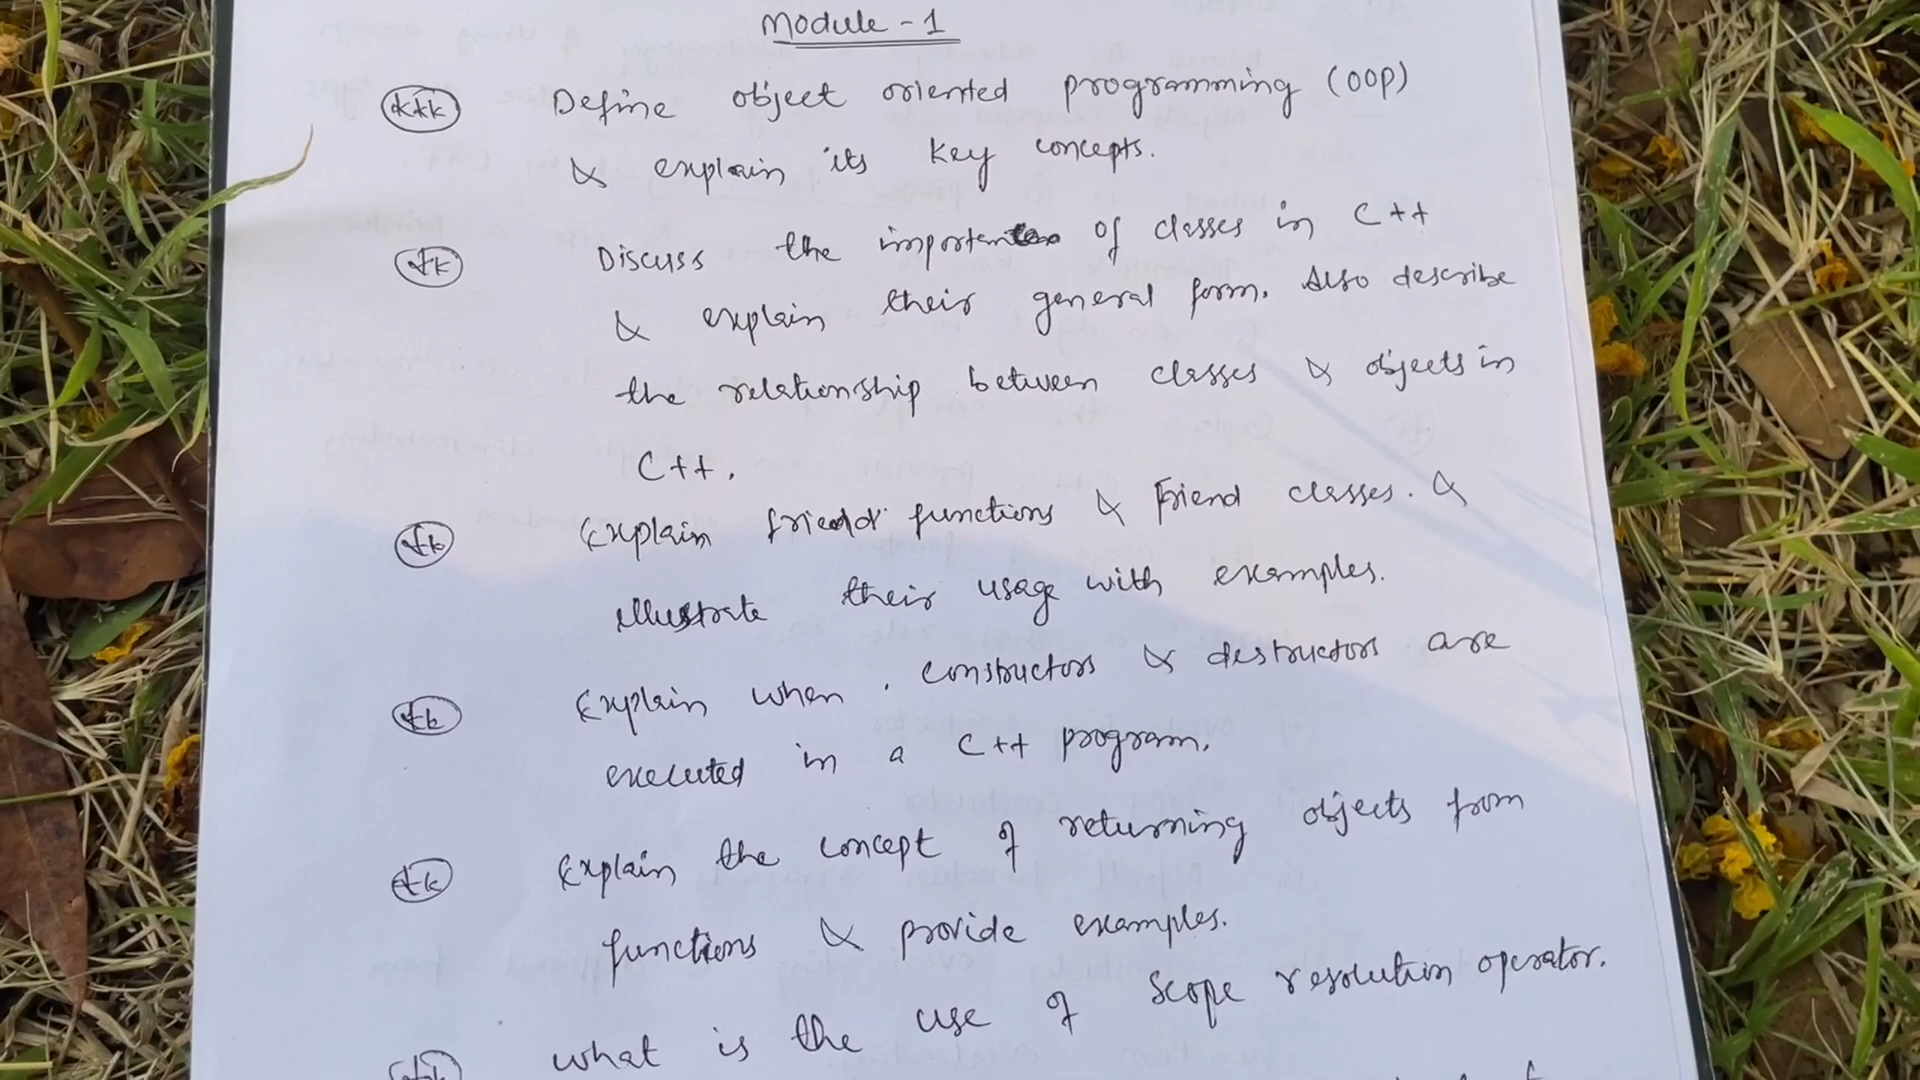 Module - 1
*** Define object oriented programming (OOP)
& explain its key concepts.
** Discuss the importan of classes in C++
& explain their general form. Also describe
the relationship between classes & objects in
C++.
** Explain friend functions & Friend classes. &
illustrate their usage with examples.
** Explain when constructors & destructors are
executed in a C++ program.
** Explain the concept of returning objects from
functions & provide examples.
** What is the use of scope resolution operator.